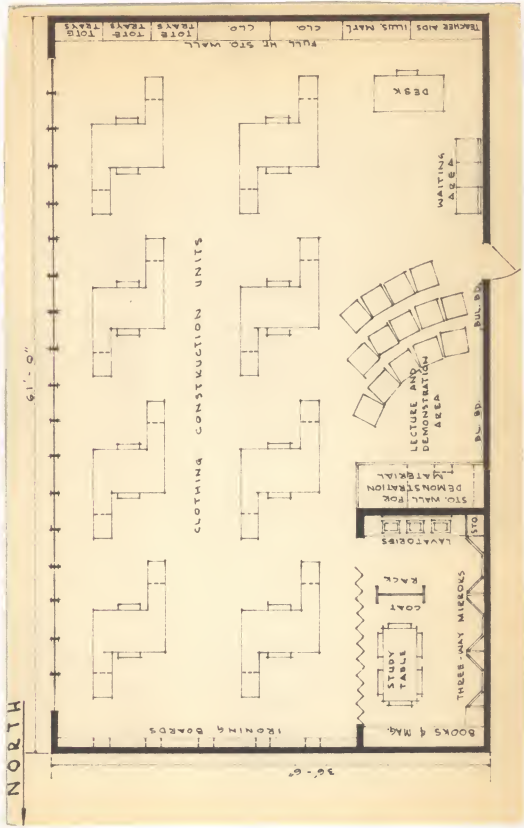 TOTE TRAYS
TOTE TRAYS
TOTE TRAYS
CLO.
CLO.
ILLUS. MAT'L
TEACHER AIDS
FULL HT STO. WALL
DESK
WAITING AREA
CLOTHING CONSTRUCTION UNITS
61'-0"
BUL. BD.
LECTURE AND
DEMONSTRATION
AREA
BUL. BD.
STO. WALL FOR
DEMONSTRATION
MATERIAL
LAVATORIES
STO.
COAT
RACK
THREE-WAY MIRRORS
STUDY
TABLE
IRONING BOARDS
BOOKS & MAG.
NORTH
36'-6"